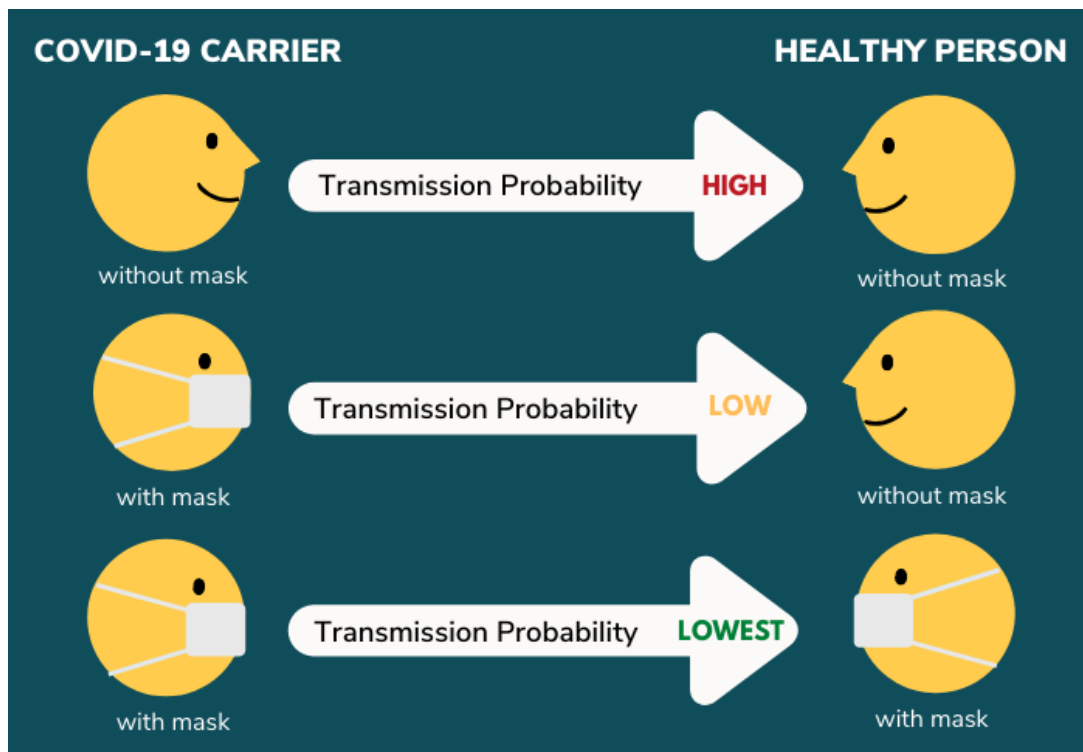 COVID-19 CARRIER
HEALTHY PERSON
Transmission Probability HIGH
without mask
without mask
Transmission Probability LOW
with mask
without mask
Transmission Probability LOWEST
with mask
with mask